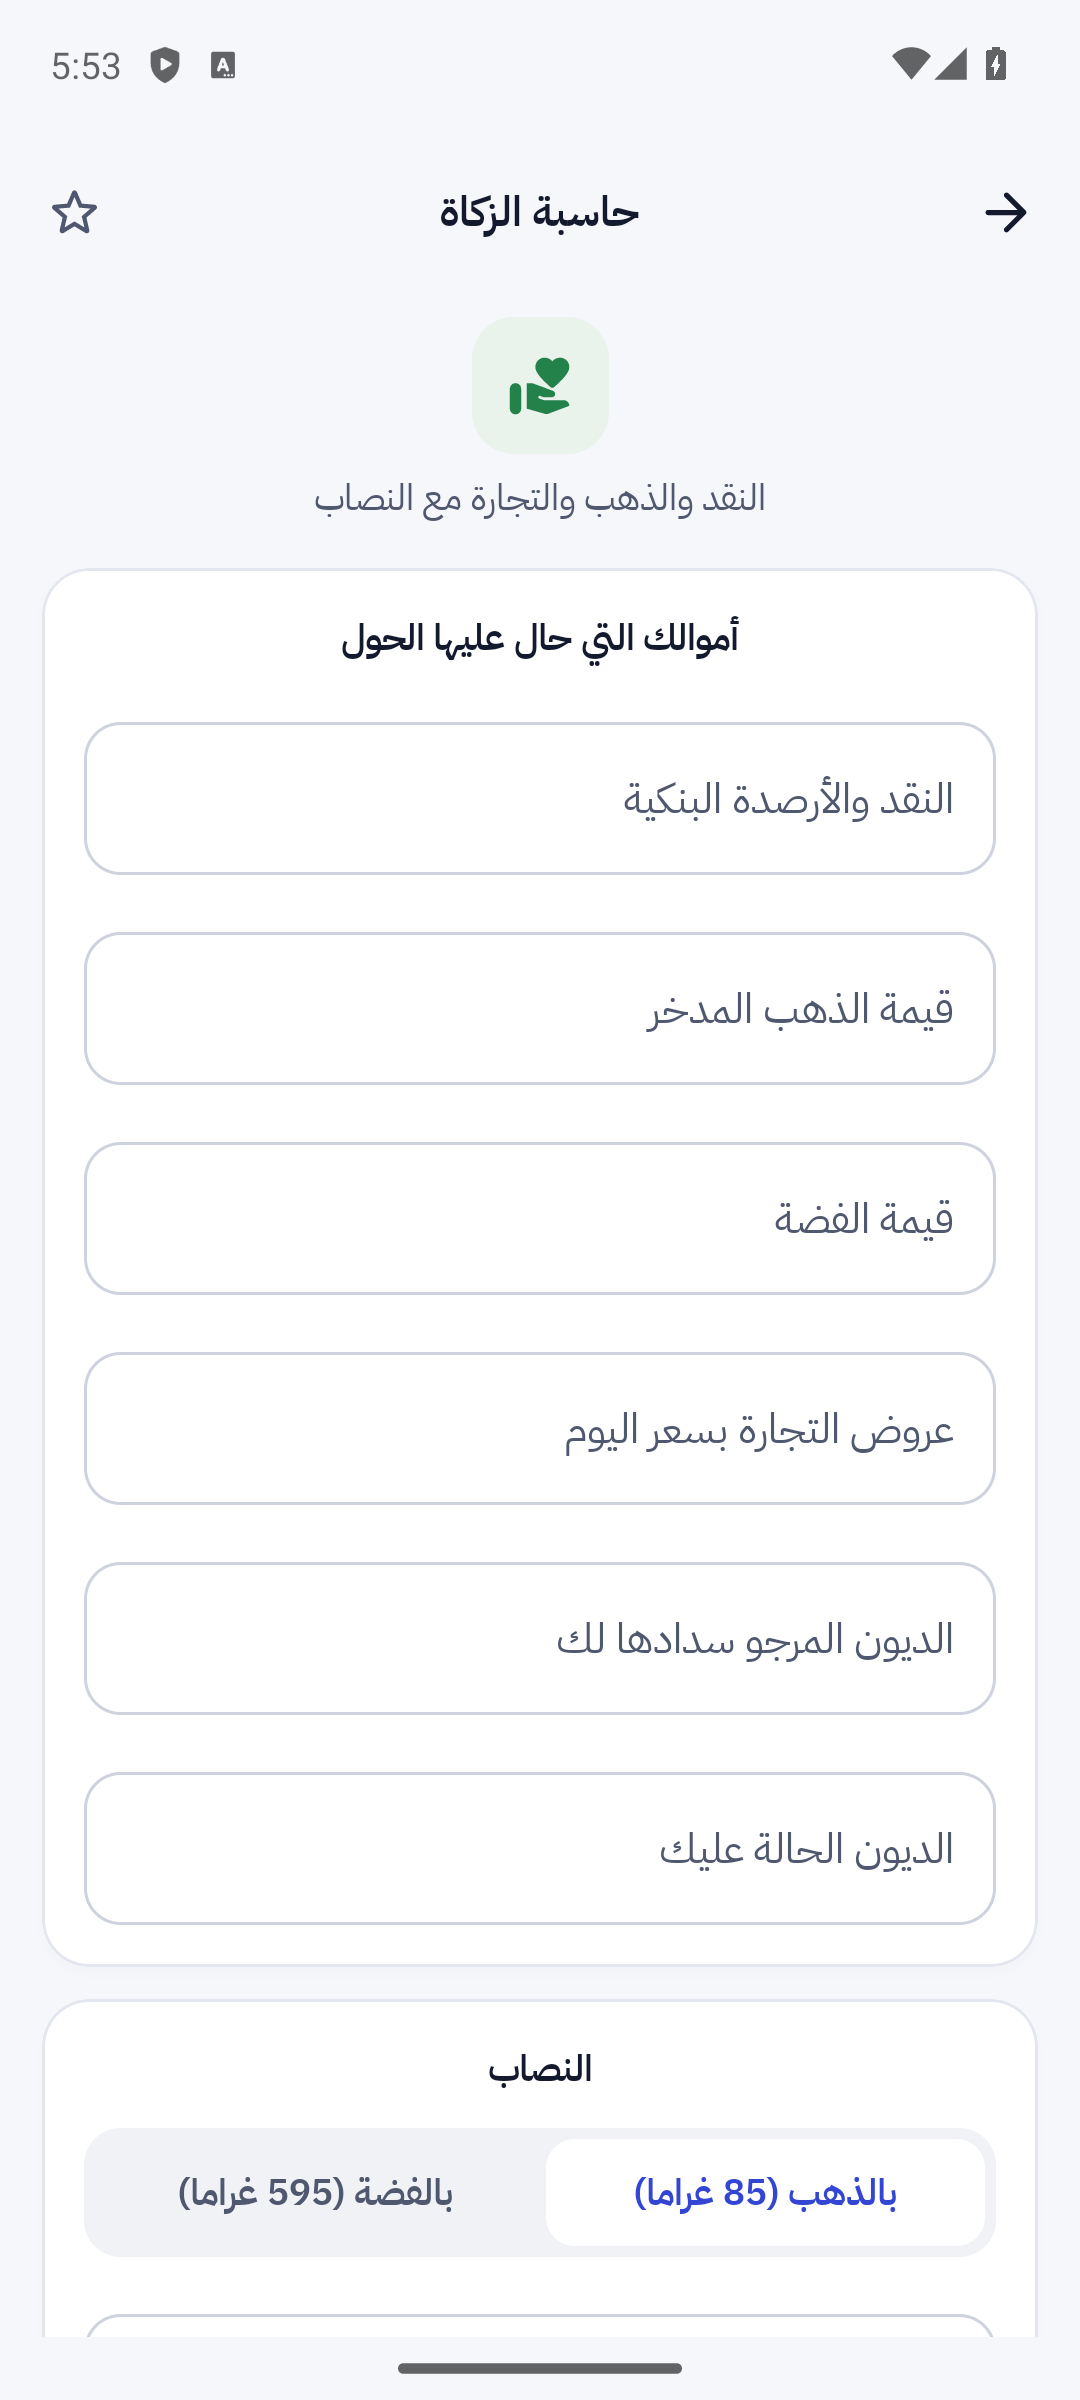 5:53
حاسبة الزكاة
النقد والذهب والتجارة مع النصاب
أموالك التي حال عليها الحول
النقد والأرصدة البنكية
قيمة الذهب المدخر
قيمة الفضة
عروض التجارة بسعر اليوم
الديون المرجو سدادها لك
الديون الحالة عليك
النصاب
بالذهب (85 غراما)
بالفضة (595 غراما)